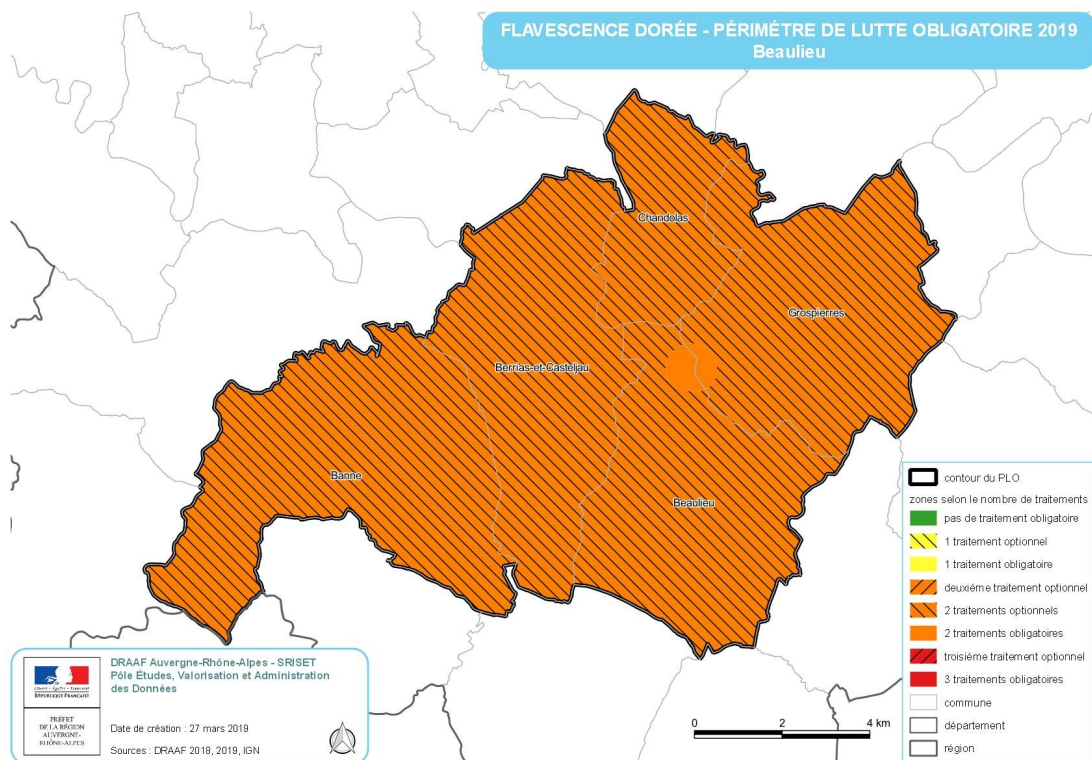 FLAVESCENCE DORÉE - PÉRIMÉTRE DE LUTTE OBLIGATOIRE 2019
Beaulieu
Chandolas
Grospierres
Berrias-et-Casteljau
Banne
Beaulieu
contour du PLO
zones selon le nombre de traitements
pas de traitement obligatoire
1 traitement optionnel
1 traitement obligatoire
deuxième traitement optionnel
2 traitements optionnels
2 traitements obligatoires
troisième traitement optionnel
3 traitements obligatoires
commune
département
région
0 2 4 km
Liberté • Égalité • Fraternité
RÉPUBLIQUE FRANÇAISE
PRÉFET
DE LA RÉGION
AUVERGNE-
RHÔNE-ALPES
DRAAF Auvergne-Rhône-Alpes - SRISET
Pôle Études, Valorisation et Administration
des Données
Date de création : 27 mars 2019
Sources : DRAAF 2018, 2019, IGN